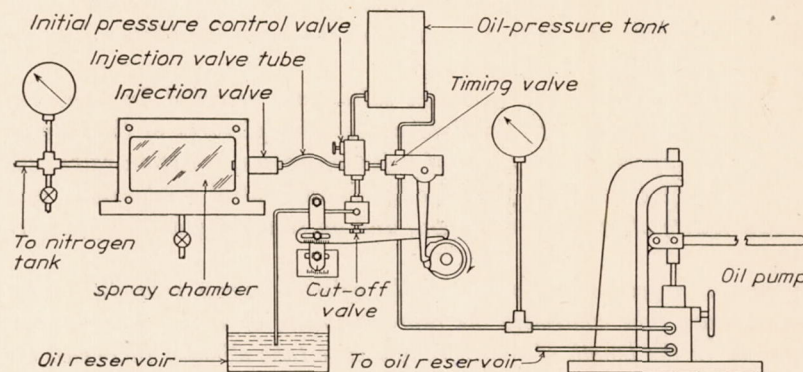 Initial pressure control valve
Oil-pressure tank
Injection valve tube
Timing valve
Injection valve
To nitrogen
tank
spray chamber
Cut-off
valve
Oil pump
Oil reservoir
To oil reservoir